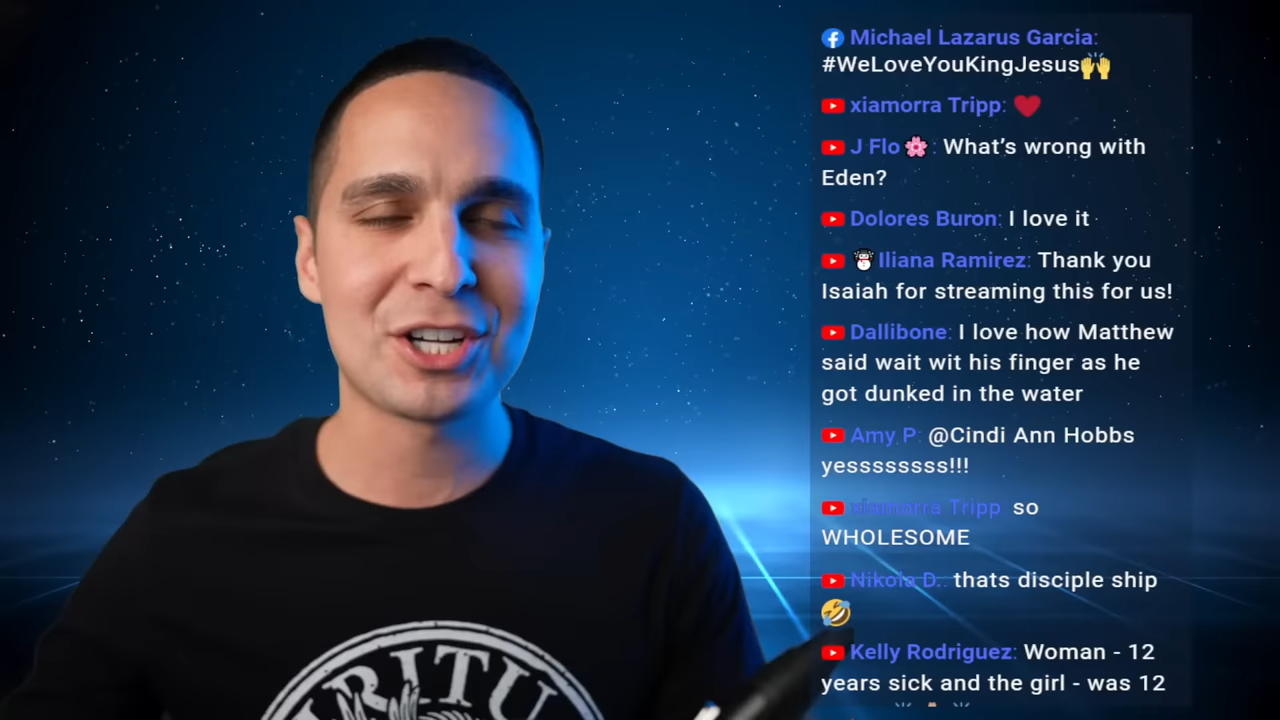 Michael Lazarus Garcia:
#WeLoveYouKingJesus🙌
xiamorra Tripp: ❤️
J Flo🌸: What's wrong with
Eden?
Dolores Buron: I love it
⛄Iliana Ramirez: Thank you
Isaiah for streaming this for us!
Dallibone: I love how Matthew
said wait wit his finger as he
got dunked in the water
Amy P: @Cindi Ann Hobbs
yessssssss!!!
xiamorra Tripp: so
WHOLESOME
Nikola D.: thats disciple ship
🤣
Kelly Rodriguez: Woman - 12
years sick and the girl - was 12
RITU